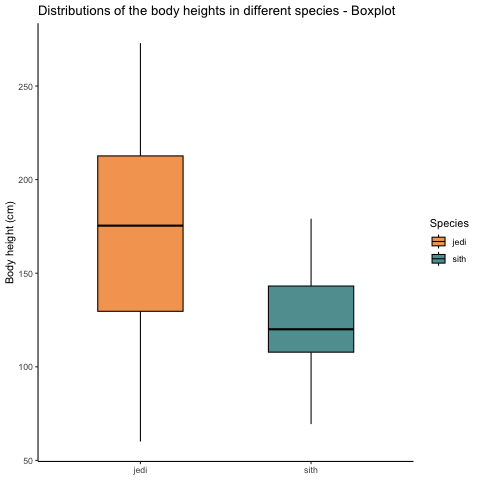 Distributions of the body heights in different species - Boxplot
Body height (cm)
250
200
150
100
50
jedi
sith
Species
jedi
sith